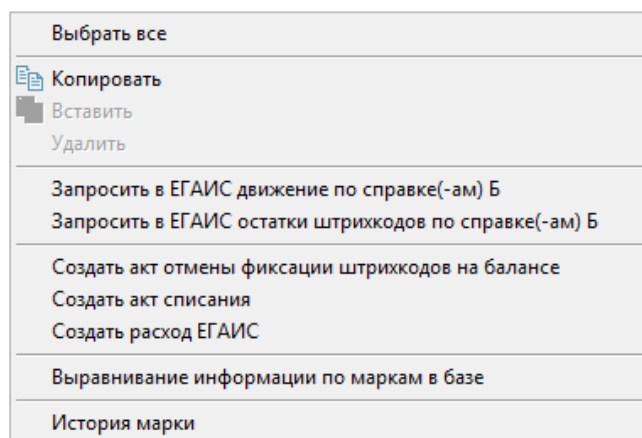 Выбрать все
Копировать
Вставить
Удалить
Запросить в ЕГАИС движение по справке(-ам) Б
Запросить в ЕГАИС остатки штрихкодов по справке(-ам) Б
Создать акт отмены фиксации штрихкодов на балансе
Создать акт списания
Создать расход ЕГАИС
Выравнивание информации по маркам в базе
История марки